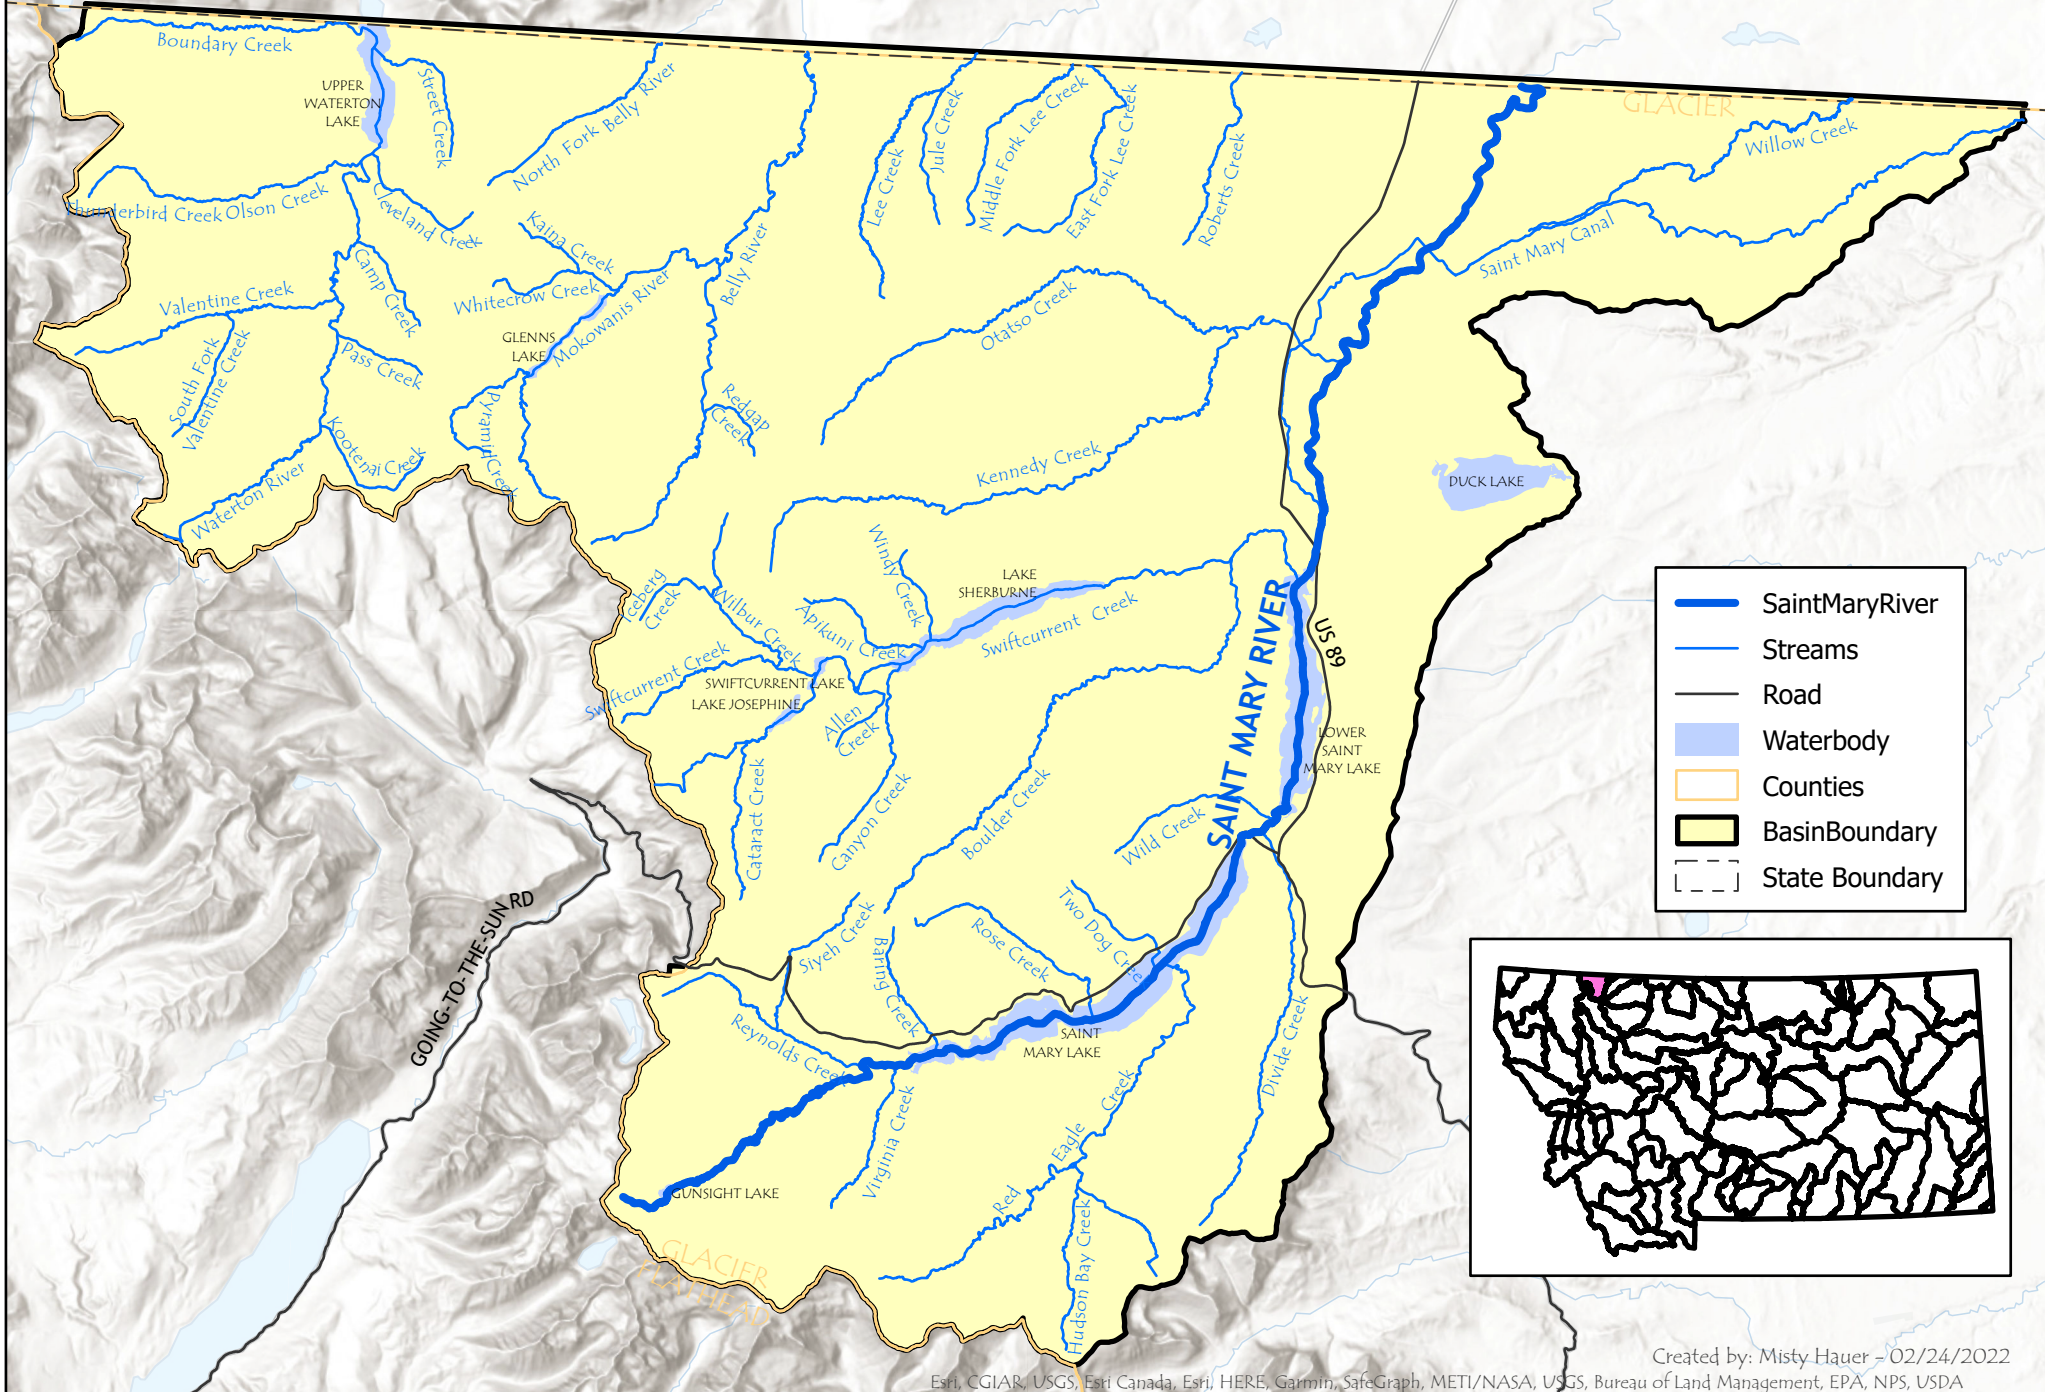 Boundary Creek
UPPER
WATERTON
LAKE
Street Creek
North Fork Belly River
Lee Creek
Jule Creek
Middle Fork Lee Creek
East Fork Lee Creek
Roberts Creek
GLACIER
Willow Creek
Saint Mary Canal
Thunderbird Creek
Olson Creek
Cleveland Creek
Kaina Creek
Camp Creek
Whitecrow Creek
Mokowanis River
Belly River
Valentine Creek
GLENNS
LAKE
Otatso Creek
South Fork
Valentine Creek
Pass Creek
Pyramid Creek
Redgap
Creek
Kootenai Creek
Waterton River
Kennedy Creek
DUCK LAKE
Windy Creek
LAKE
SHERBURNE
Iceberg
Creek
Wilbur Creek
Apikuni Creek
Swiftcurrent Creek
Swiftcurrent Creek
SWIFTCURRENT LAKE
LAKE JOSEPHINE
Allen
Creek
SAINT MARY RIVER
US 89
LOWER
SAINT
MARY LAKE
Cataract Creek
Canyon Creek
Boulder Creek
Wild Creek
GOING-TO-THE-SUN RD
Siyeh Creek
Baring Creek
Rose Creek
Two Dog Creek
Reynolds Creek
SAINT
MARY LAKE
Divide Creek
Virginia Creek
Red Eagle Creek
GUNSIGHT LAKE
Hudson Bay Creek
GLACIER
FLATHEAD
SaintMaryRiver
Streams
Road
Waterbody
Counties
BasinBoundary
State Boundary
Created by: Misty Hauer - 02/24/2022
Esri, CGIAR, USGS, Esri Canada, Esri, HERE, Garmin, SafeGraph, METI/NASA, USGS, Bureau of Land Management, EPA, NPS, USDA